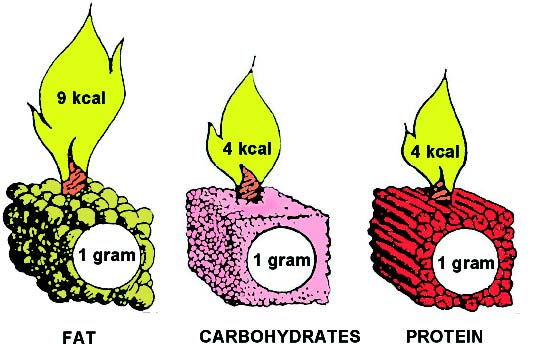 9 kcal
4 kcal
4 kcal
1 gram
1 gram
1 gram
FAT
CARBOHYDRATES
PROTEIN